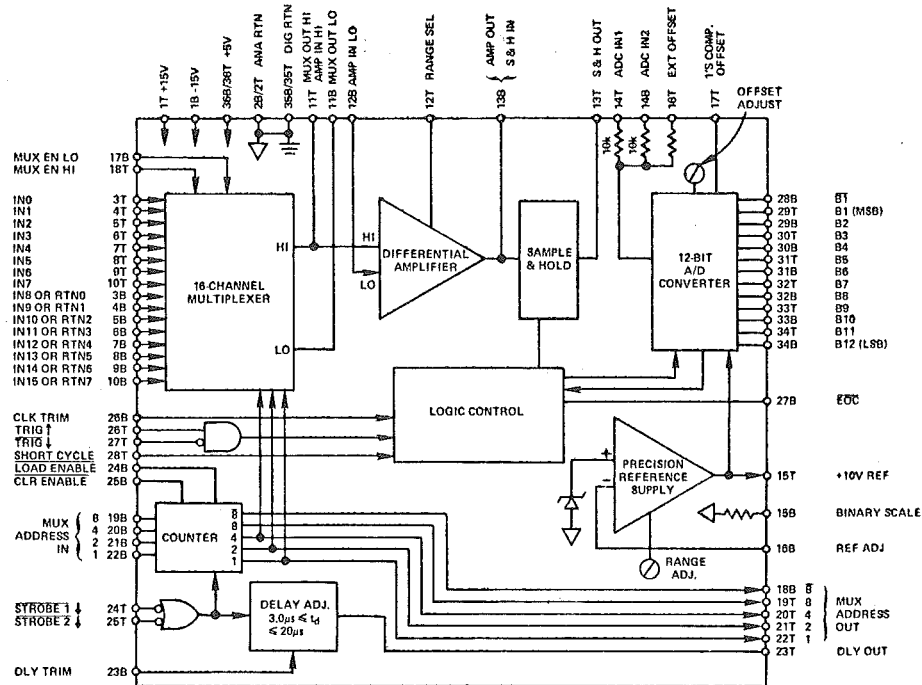 1T +15V
1B -15V
36B/36T +5V
2B/2T ANA RTN
35B/35T DIG RTN
11T MUX OUT HI AMP IN HI
11B MUX OUT LO
12B AMP IN LO
12T RANGE SEL
13B AMP OUT S & H IN
13T S & H OUT
14T ADC IN1
14B ADC IN2
16T EXT OFFSET
17T 1'S COMP. OFFSET
OFFSET ADJUST
10k
10k
MUX EN LO 17B
MUX EN HI 18T
IN0 3T
IN1 4T
IN2 5T
IN3 6T
IN4 7T
IN5 8T
IN6 9T
IN7 10T
IN8 OR RTN0 3B
IN9 OR RTN1 4B
IN10 OR RTN2 5B
IN11 OR RTN3 6B
IN12 OR RTN4 7B
IN13 OR RTN5 8B
IN14 OR RTN6 9B
IN15 OR RTN7 10B
16-CHANNEL MULTIPLEXER
HI
LO
HI
LO
DIFFERENTIAL AMPLIFIER
SAMPLE & HOLD
12-BIT A/D CONVERTER
28B B̅1̅
29T B1 (MSB)
29B B2
30T B3
30B B4
31T B5
31B B6
32T B7
32B B8
33T B9
33B B10
34T B11
34B B12 (LSB)
LOGIC CONTROL
27B E̅O̅C̅
CLK TRIM 26B
TRIG ↑ 26T
T̅R̅I̅G̅ ↓ 27T
S̅H̅O̅R̅T̅ ̅C̅Y̅C̅L̅E̅ 28T
L̅O̅A̅D̅ ̅E̅N̅A̅B̅L̅E̅ 24B
C̅L̅R̅ ̅E̅N̅A̅B̅L̅E̅ 25B
MUX ADDRESS IN
8 19B
4 20B
2 21B
1 22B
COUNTER
8̅
8
4
2
1
+
-
PRECISION REFERENCE SUPPLY
RANGE ADJ.
15T +10V REF
15B BINARY SCALE
16B REF ADJ
S̅T̅R̅O̅B̅E̅ ̅1̅ ↓ 24T
S̅T̅R̅O̅B̅E̅ ̅2̅ ↓ 25T
DELAY ADJ.
3.0µs ≤ td
≤ 20µs
18B 8̅
19T 8
20T 4
21T 2
22T 1
MUX ADDRESS OUT
23T DLY OUT
DLY TRIM 23B